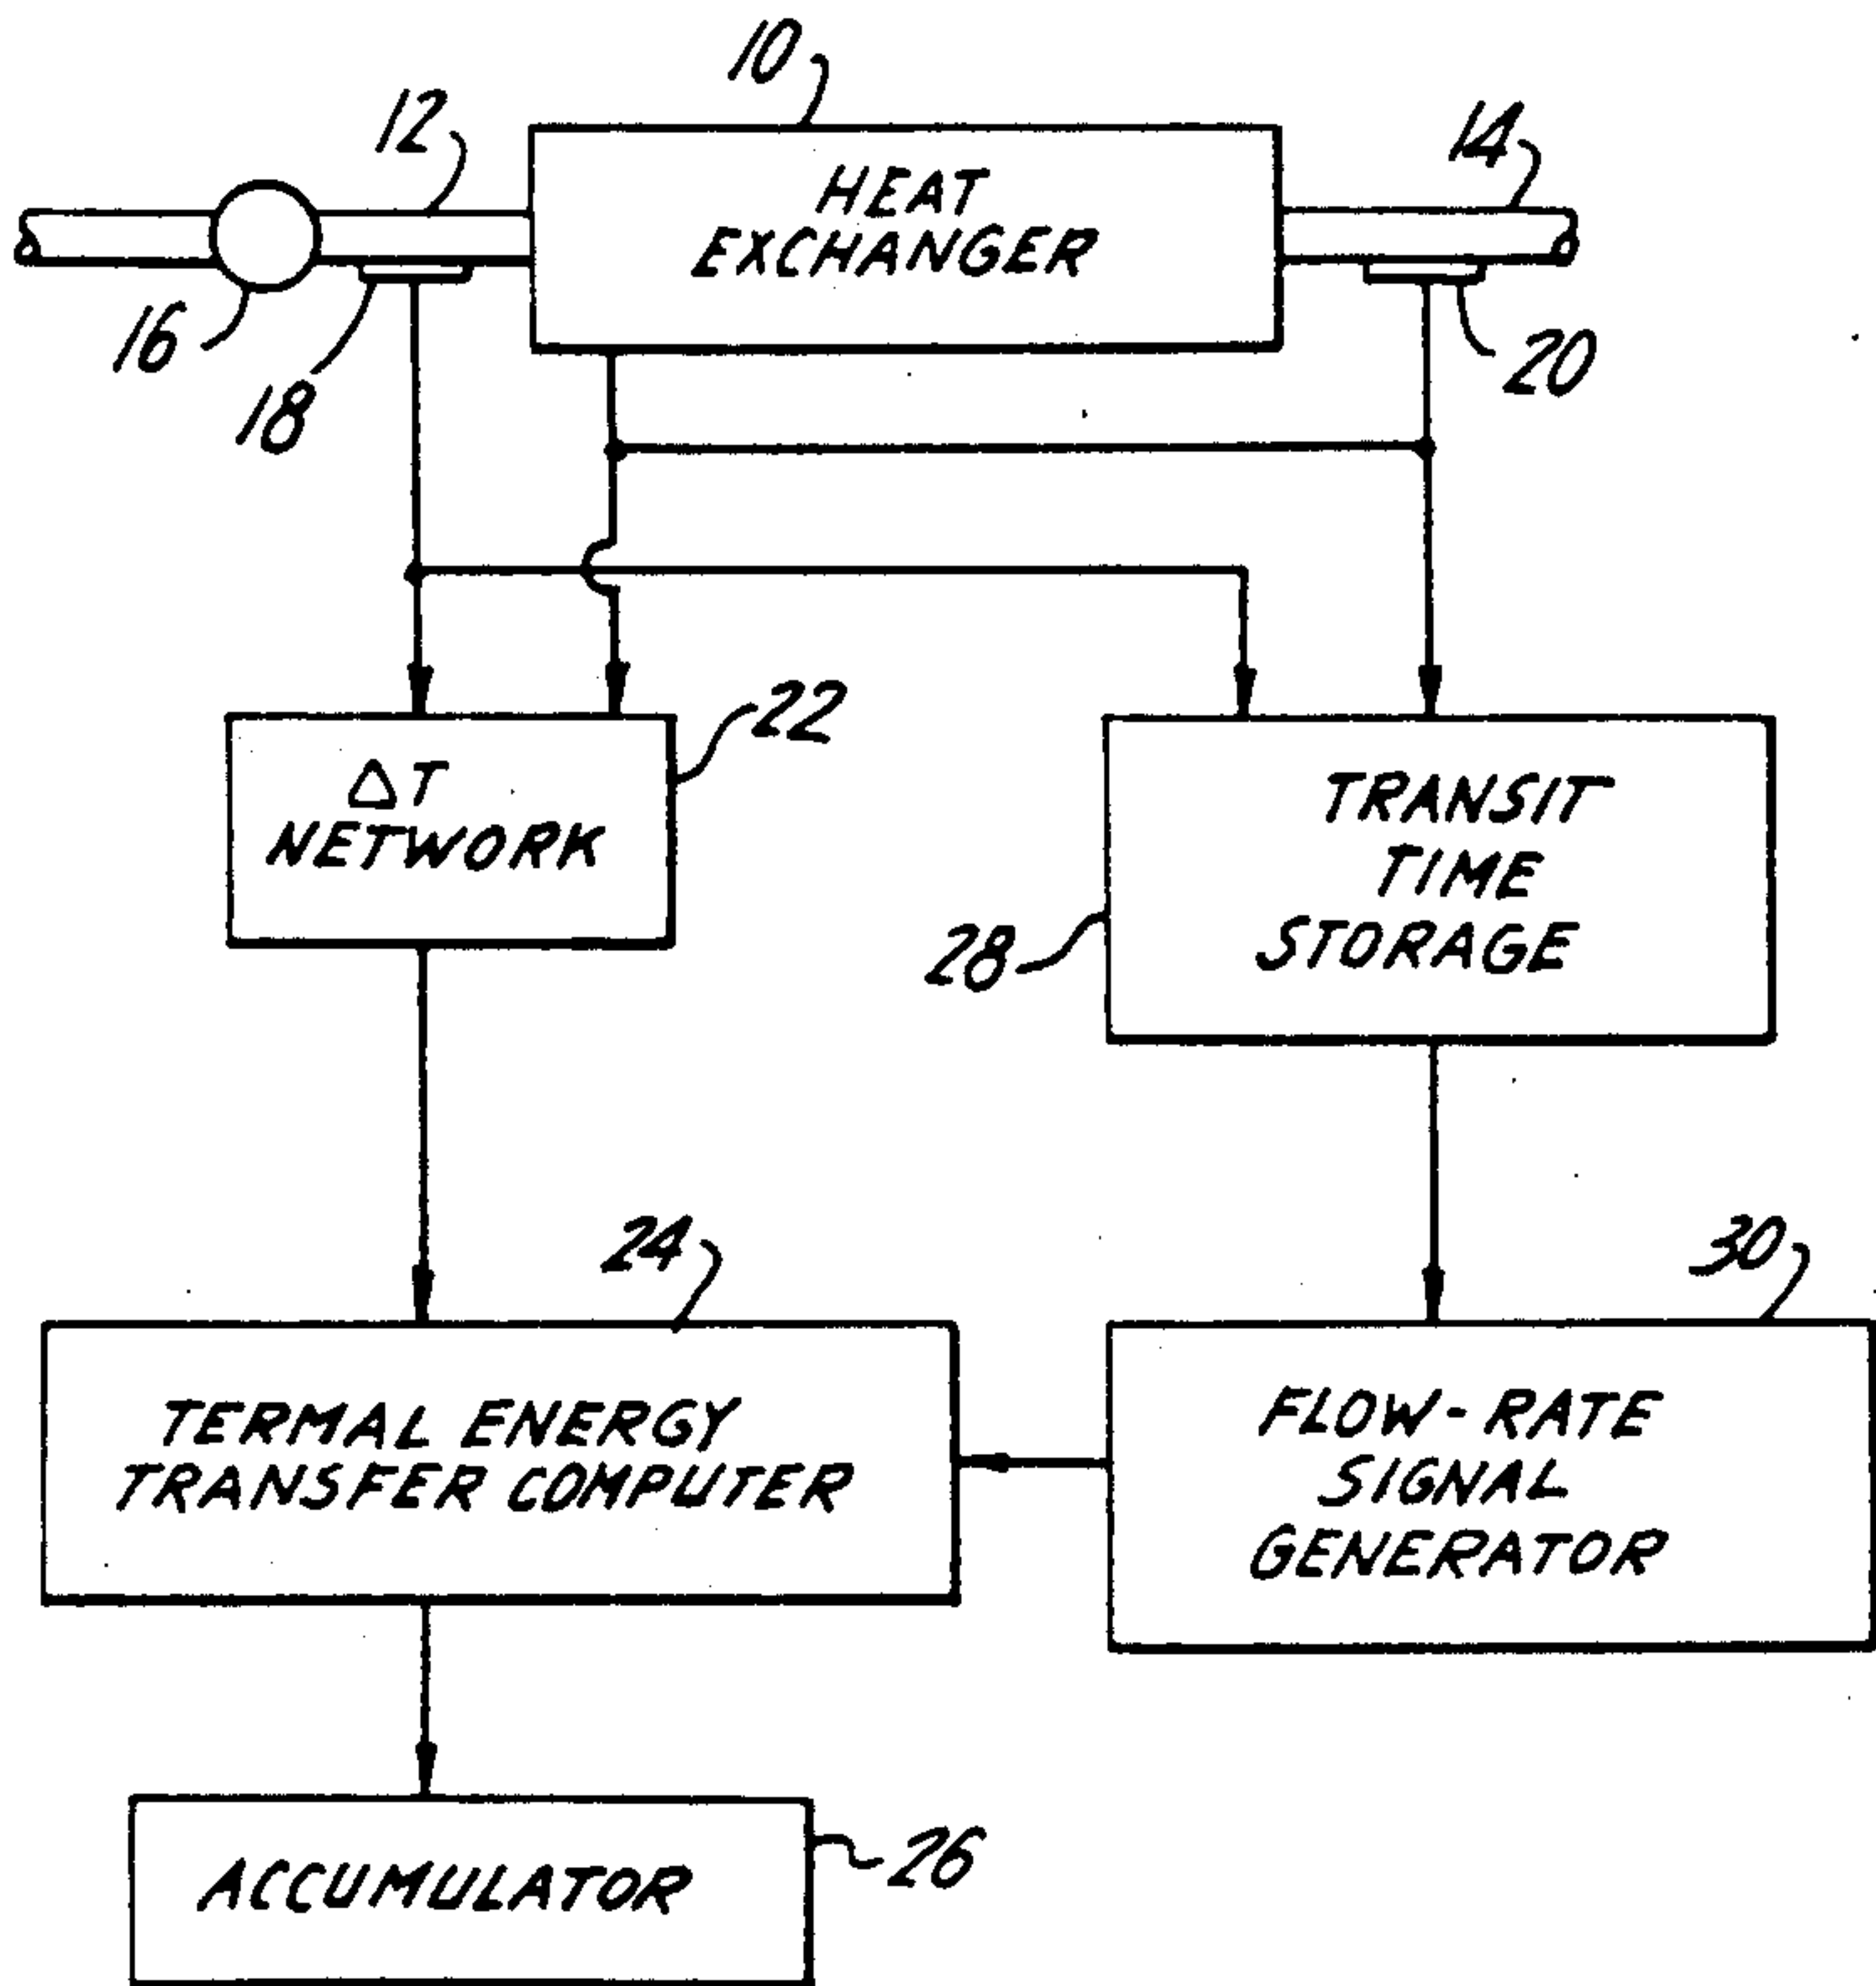 10
12
14
HEAT
EXCHANGER
16
18
20
22
ΔT
NETWORK
TRANSIT
TIME
STORAGE
28
24
30
TERMAL ENERGY
TRANSFER COMPUTER
FLOW-RATE
SIGNAL
GENERATOR
ACCUMULATOR
26